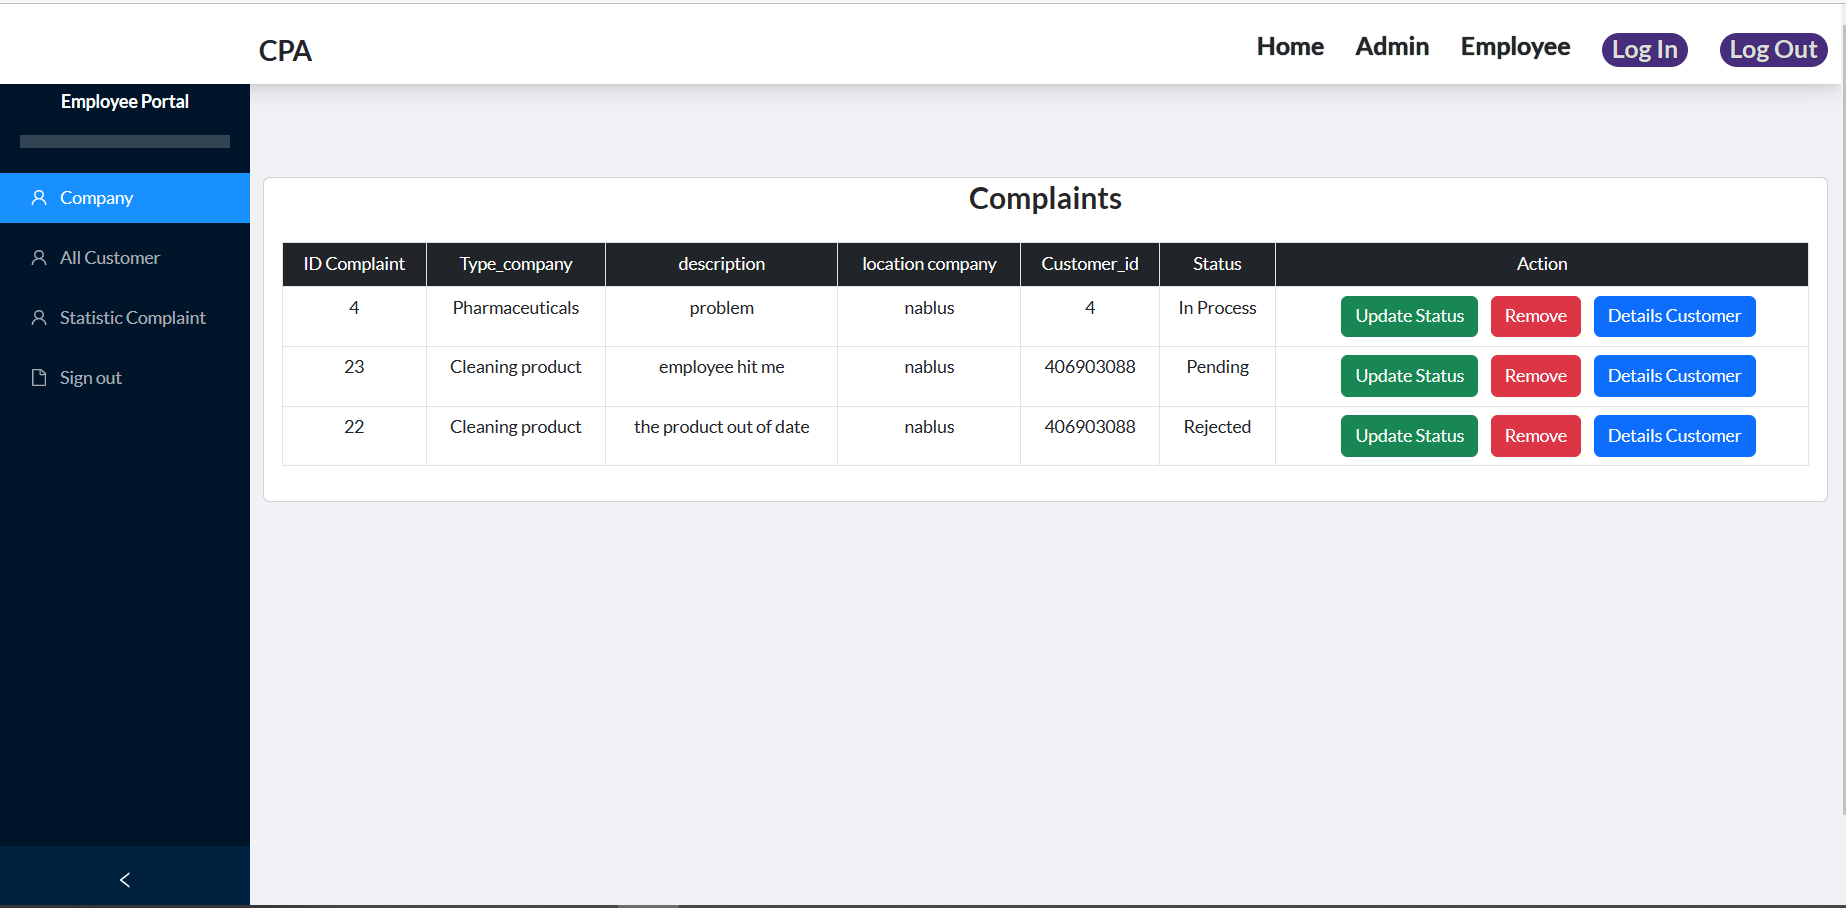 CPA
Home Admin Employee Log In Log Out
Employee Portal
Company
All Customer
Statistic Complaint
Sign out
Complaints
ID Complaint Type_company description location company Customer_id Status Action
4 Pharmaceuticals problem nablus 4 In Process Update Status Remove Details Customer
23 Cleaning product employee hit me nablus 406903088 Pending Update Status Remove Details Customer
22 Cleaning product the product out of date nablus 406903088 Rejected Update Status Remove Details Customer